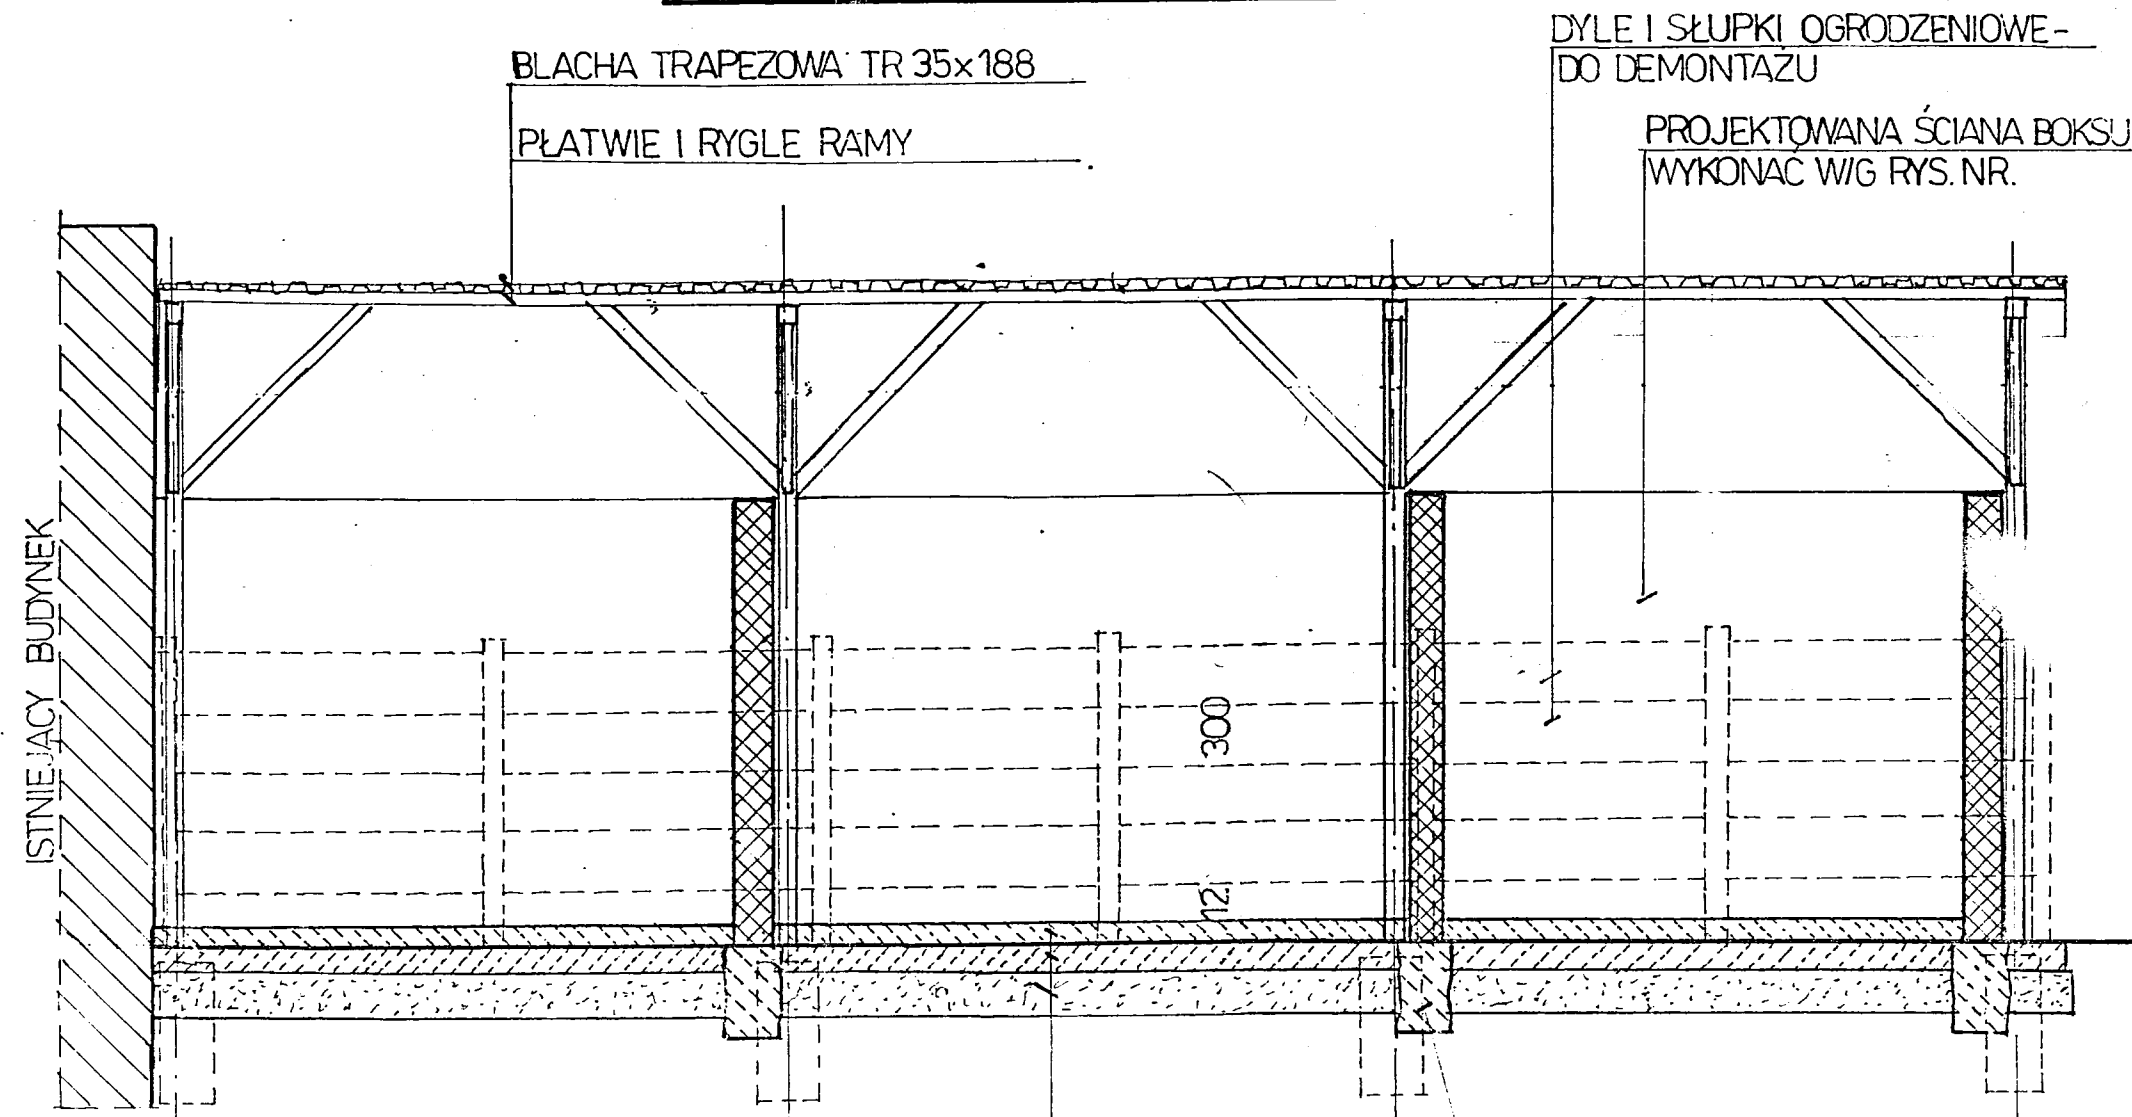 DYLE I SŁUPKI OGRODZENIOWE-
DO DEMONTAŻU
BLACHA TRAPEZOWA TR 35x188
PŁATWIE I RYGLE RAMY
PROJEKTOWANA ŚCIANA BOKSU
WYKONAĆ W/G RYS. NR.
ISTNIEJĄCY BUDYNEK
300
12